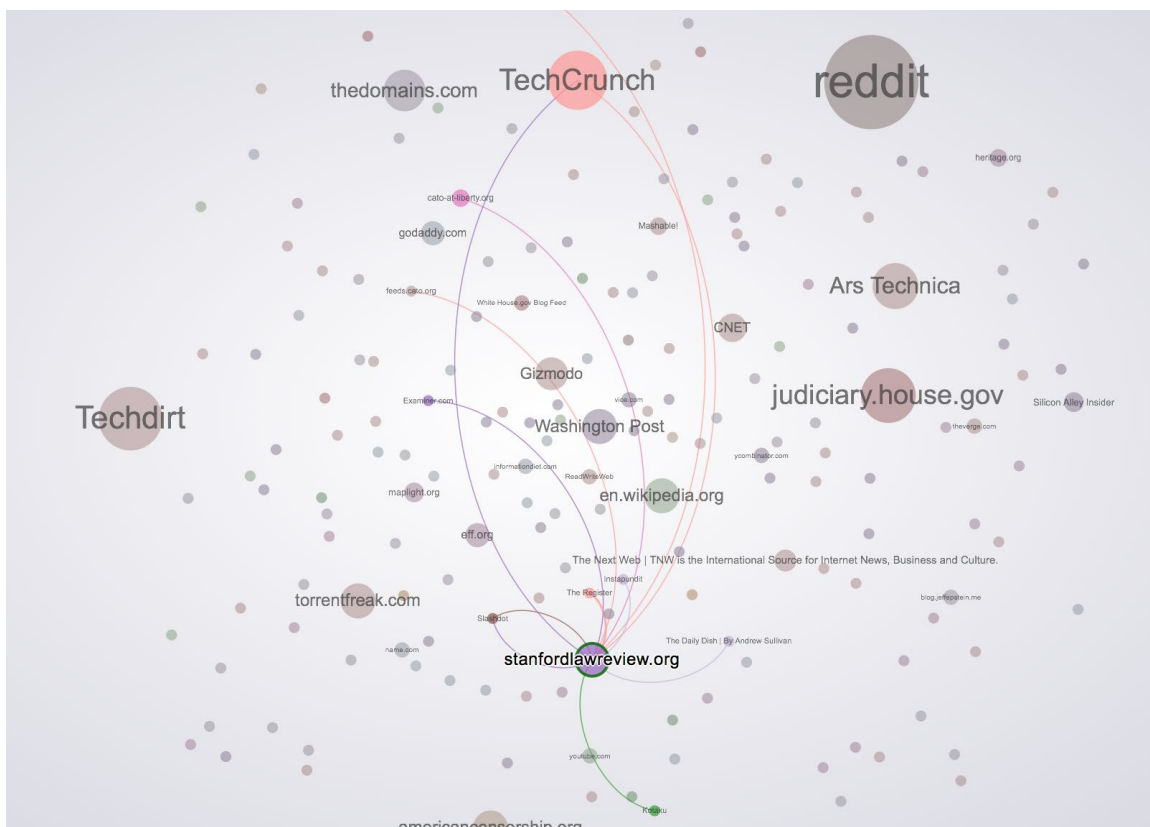 reddit
TechCrunch
thedomains.com
heritage.org
cato-at-liberty.org
Mashable!
godaddy.com
Ars Technica
feeds.cato.org
White House.gov Blog Feed
CNET
Gizmodo
judiciary.house.gov
Examiner.com
vice.com
Silicon Alley Insider
Techdirt
Washington Post
theverge.com
ycombinator.com
informationdiet.com
ReadWriteWeb
maplight.org
en.wikipedia.org
eff.org
The Next Web | TNW is the International Source for Internet News, Business and Culture.
Instapundit
The Register
blog.jeffepstein.me
torrentfreak.com
Slashdot
The Daily Dish | By Andrew Sullivan
name.com
stanfordlawreview.org
youtube.com
Kotaku
americancensorship.org